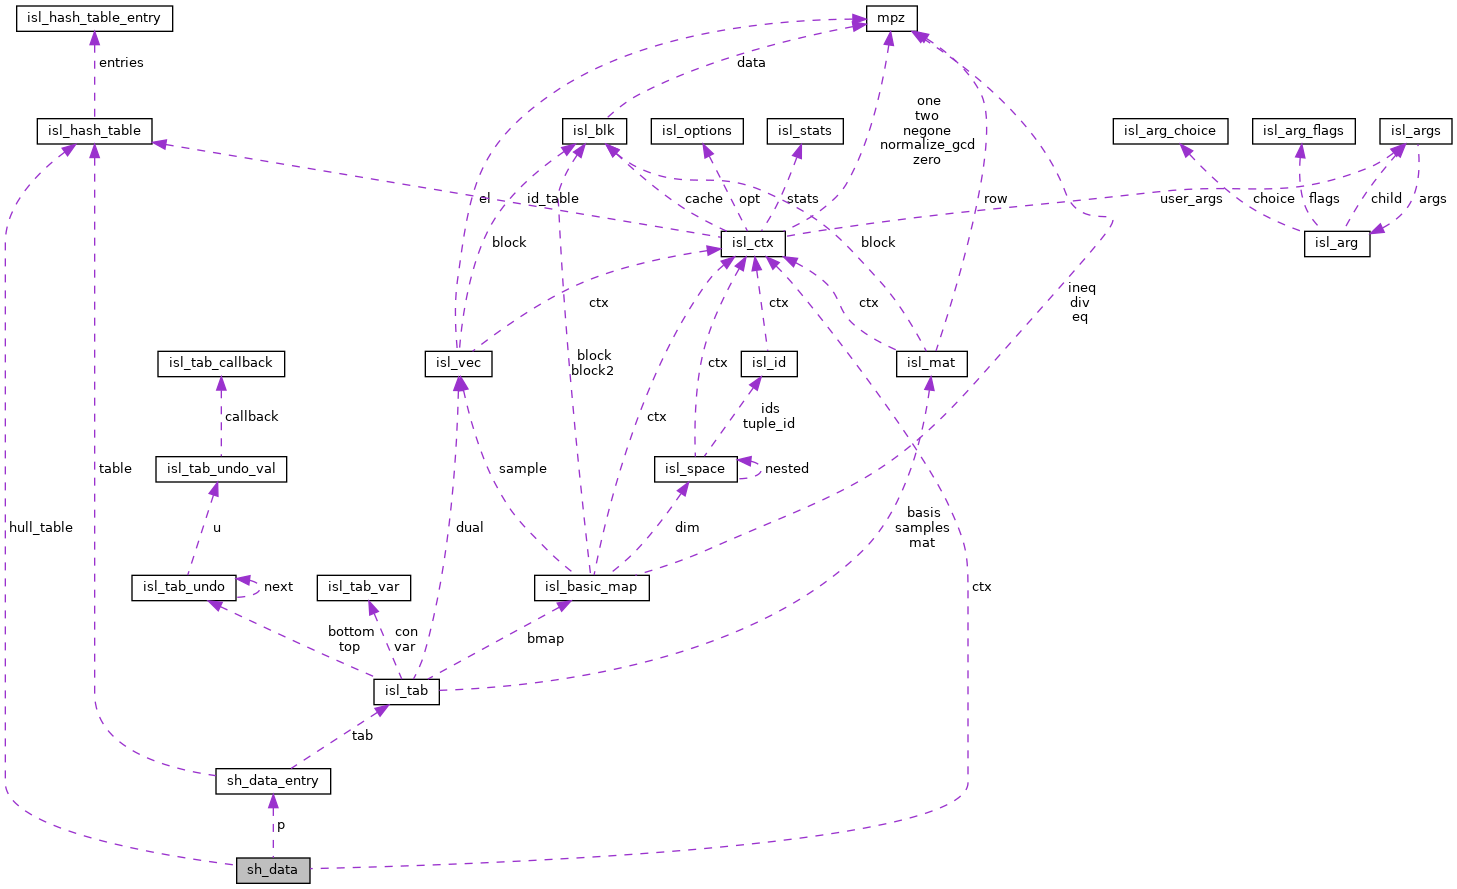 isl_hash_table_entry
mpz
entries
data
isl_hash_table
isl_blk
isl_options
isl_stats
one
two
negone
normalize_gcd
zero
isl_arg_choice
isl_arg_flags
isl_args
el
id_table
cache
opt
stats
row
user_args
choice
flags
child
args
block
isl_ctx
block
isl_arg
ctx
ctx
ctx
ineq
div
eq
isl_tab_callback
isl_vec
block
block2
ctx
isl_id
isl_mat
callback
ctx
ids
tuple_id
isl_tab_undo_val
table
sample
isl_space
nested
hull_table
u
dual
dim
basis
samples
mat
isl_tab_undo
next
isl_tab_var
isl_basic_map
ctx
bottom
top
con
var
bmap
isl_tab
tab
sh_data_entry
p
sh_data